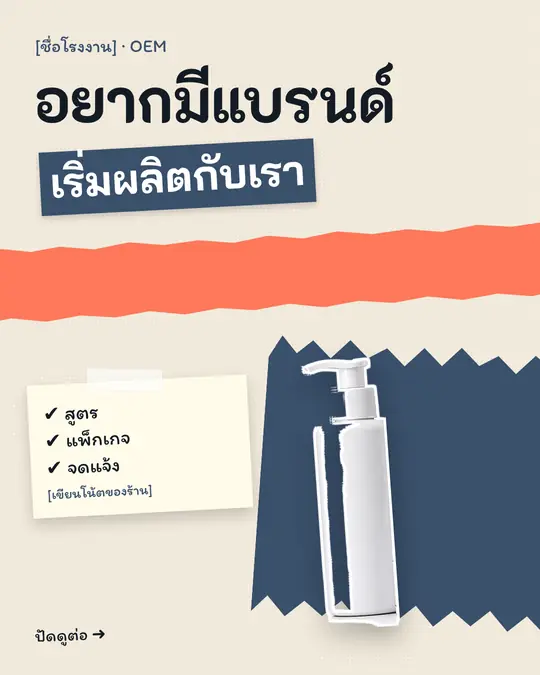 [ชื่อโรงงาน] · OEM
อยากมีแบรนด์
เริ่มผลิตกับเรา
✔ สูตร
✔ แพ็กเกจ
✔ จดแจ้ง
[เขียนโน้ตของร้าน]
ปัดดูต่อ ➜